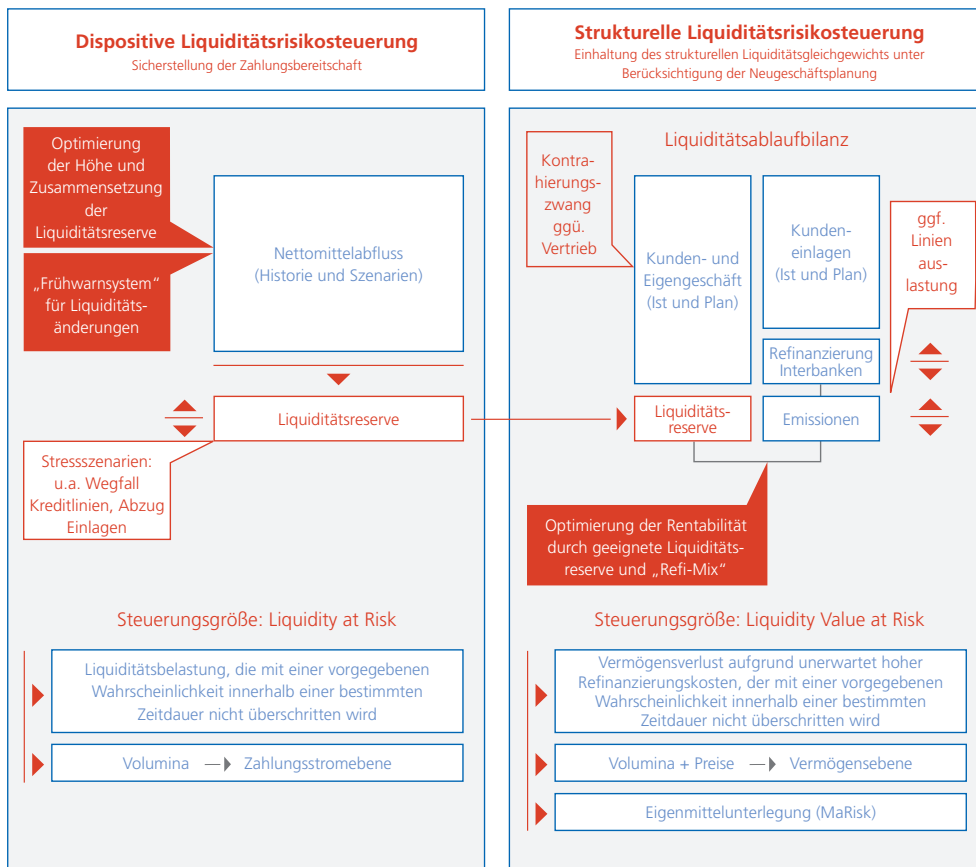 Dispositive Liquiditätsrisikosteuerung
Sicherstellung der Zahlungsbereitschaft
Optimierung
der Höhe und
Zusammensetzung
der
Liquiditätsreserve
„Frühwarnsystem“
für Liquiditäts-
änderungen
Nettomittelabfluss
(Historie und Szenarien)
Liquiditätsreserve
Stressszenarien:
u.a. Wegfall
Kreditlinien, Abzug
Einlagen
Steuerungsgröße: Liquidity at Risk
Liquiditätsbelastung, die mit einer vorgegebenen
Wahrscheinlichkeit innerhalb einer bestimmten
Zeitdauer nicht überschritten wird
Volumina Zahlungsstromebene
Strukturelle Liquiditätsrisikosteuerung
Einhaltung des strukturellen Liquiditätsgleichgewichts unter
Berücksichtigung der Neugeschäftsplanung
Liquiditätsablaufbilanz
Kontra-
hierungs-
zwang
ggü.
Vertrieb
Kunden- und
Eigengeschäft
(Ist und Plan)
Kunden-
einlagen
(Ist und Plan)
ggf.
Linien
aus-
lastung
Refinanzierung
Interbanken
Liquiditäts-
reserve
Emissionen
Optimierung der Rentabilität
durch geeignete Liquiditäts-
reserve und „Refi-Mix“
Steuerungsgröße: Liquidity Value at Risk
Vermögensverlust aufgrund unerwartet hoher
Refinanzierungskosten, der mit einer vorgegebenen
Wahrscheinlichkeit innerhalb einer bestimmten
Zeitdauer nicht überschritten wird
Volumina + Preise Vermögensebene
Eigenmittelunterlegung (MaRisk)